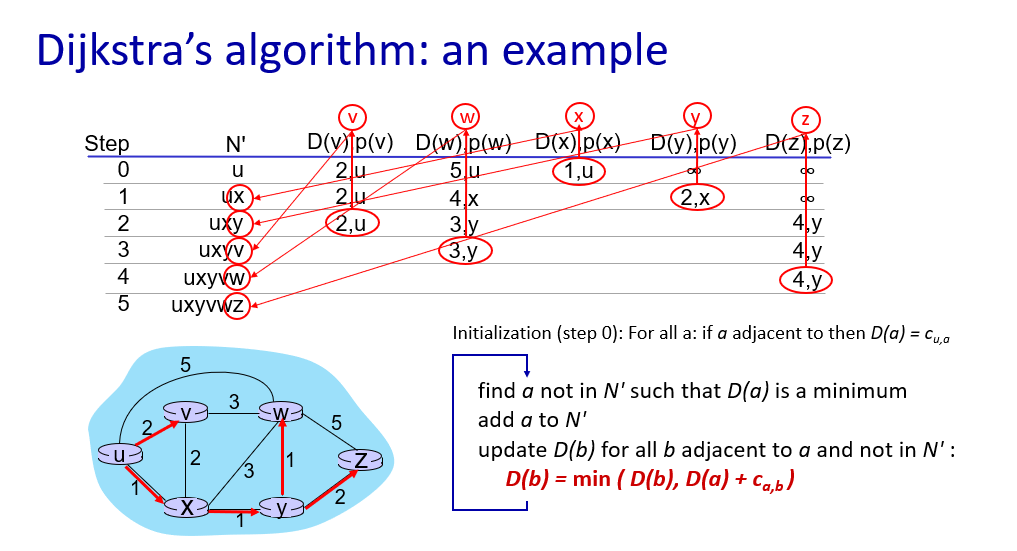 Dijkstra's algorithm: an example
v w x y z
Step N' D(v),p(v) D(w),p(w) D(x),p(x) D(y),p(y) D(z),p(z)
0 u 2,u 5,u 1,u ∞ ∞
1 ux 2,u 4,x 2,x ∞
2 uxy 2,u 3,y 4,y
3 uxyv 3,y 4,y
4 uxyvw 4,y
5 uxyvwz
Initialization (step 0): For all a: if a adjacent to then D(a) = cu,a
find a not in N' such that D(a) is a minimum
add a to N'
update D(b) for all b adjacent to a and not in N' :
D(b) = min ( D(b), D(a) + ca,b )
5
v 3 w
2 5
u 2 3 1 z
1 2
x 1 y